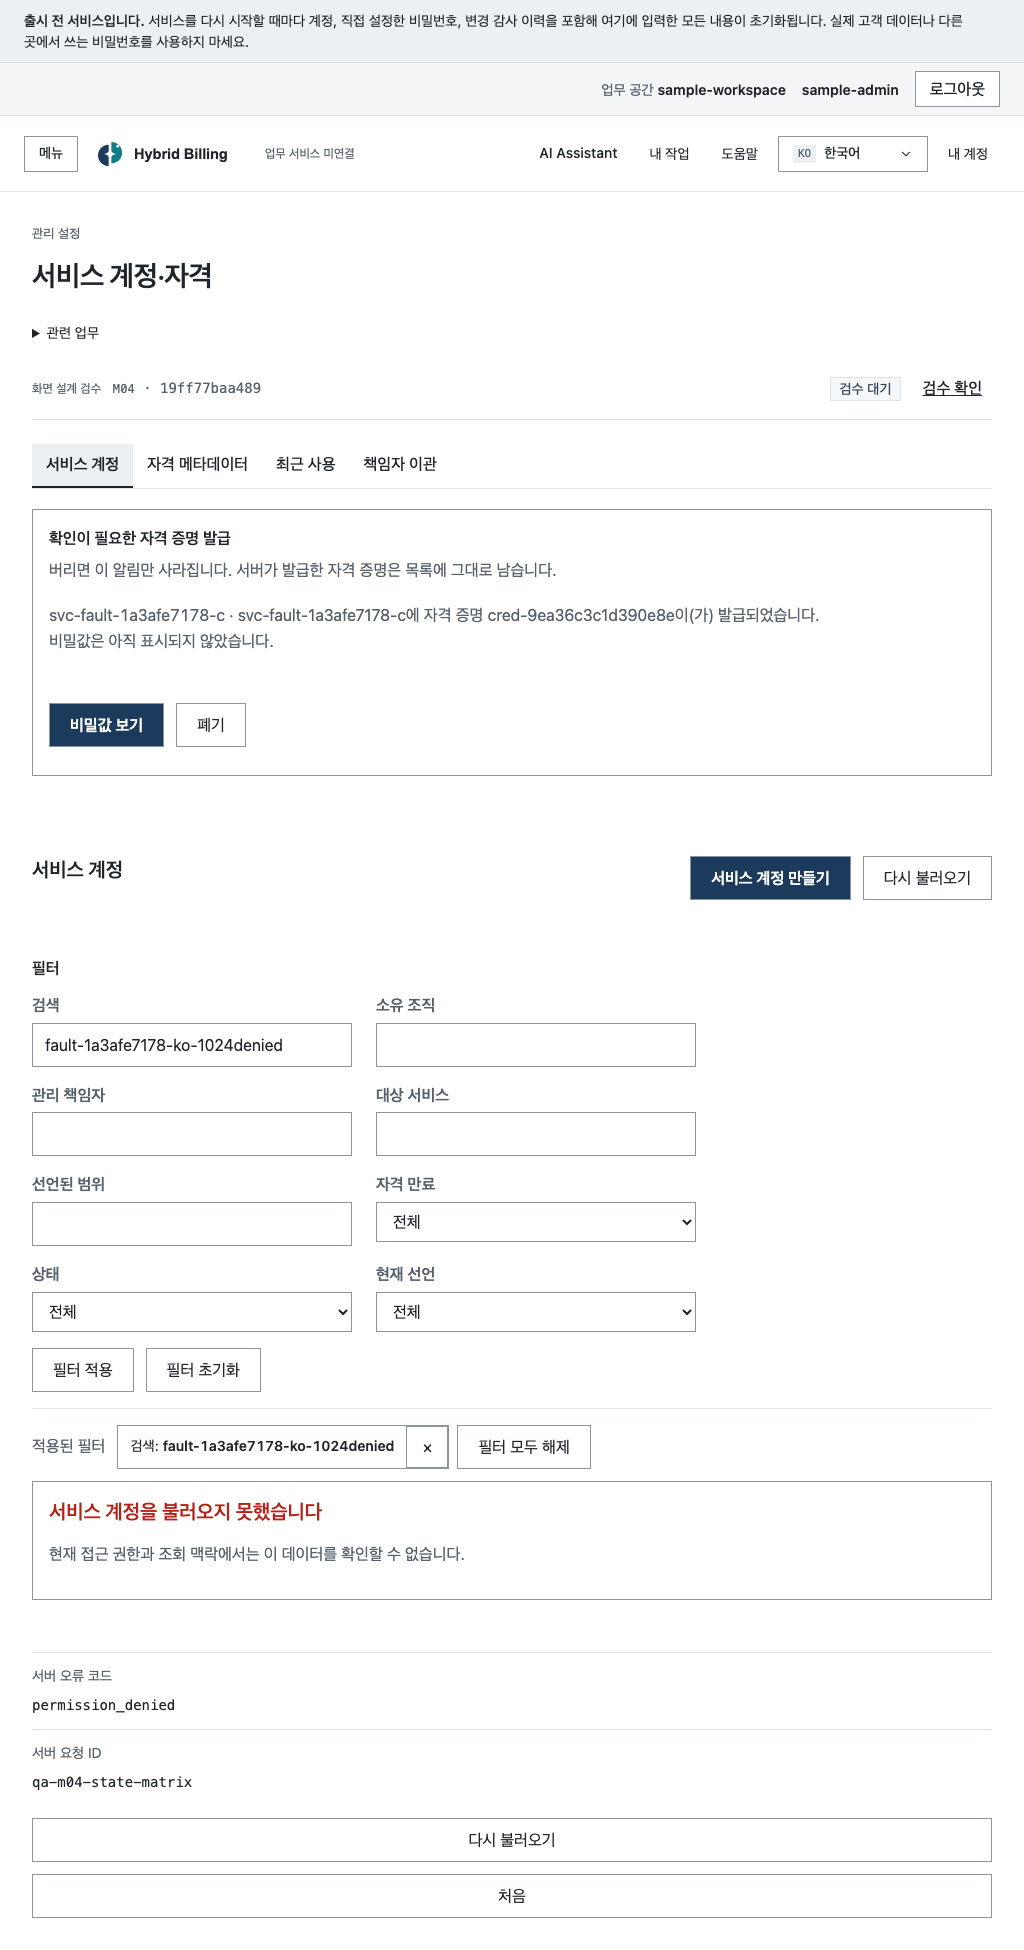 출시 전 서비스입니다. 서비스를 다시 시작할 때마다 계정, 직접 설정한 비밀번호, 변경 감사 이력을 포함해 여기에 입력한 모든 내용이 초기화됩니다. 실제 고객 데이터나 다른
곳에서 쓰는 비밀번호를 사용하지 마세요.
업무 공간 sample-workspace sample-admin 로그아웃
메뉴 Hybrid Billing 업무 서비스 미연결 AI Assistant 내 작업 도움말 KO 한국어 내 계정
관리 설정
서비스 계정·자격
▶ 관련 업무
화면 설계 검수 M04 · 19ff77baa489 검수 대기 검수 확인
서비스 계정 자격 메타데이터 최근 사용 책임자 이관
확인이 필요한 자격 증명 발급
버리면 이 알림만 사라집니다. 서버가 발급한 자격 증명은 목록에 그대로 남습니다.
svc-fault-1a3afe7178-c · svc-fault-1a3afe7178-c에 자격 증명 cred-9ea36c3c1d390e8e이(가) 발급되었습니다.
비밀값은 아직 표시되지 않았습니다.
비밀값 보기 폐기
서비스 계정 서비스 계정 만들기 다시 불러오기
필터
검색 소유 조직
fault-1a3afe7178-ko-1024denied
관리 책임자 대상 서비스
선언된 범위 자격 만료
전체
상태 현재 선언
전체 전체
필터 적용 필터 초기화
적용된 필터 검색: fault-1a3afe7178-ko-1024denied × 필터 모두 해제
서비스 계정을 불러오지 못했습니다
현재 접근 권한과 조회 맥락에서는 이 데이터를 확인할 수 없습니다.
서버 오류 코드
permission_denied
서버 요청 ID
qa-m04-state-matrix
다시 불러오기
처음